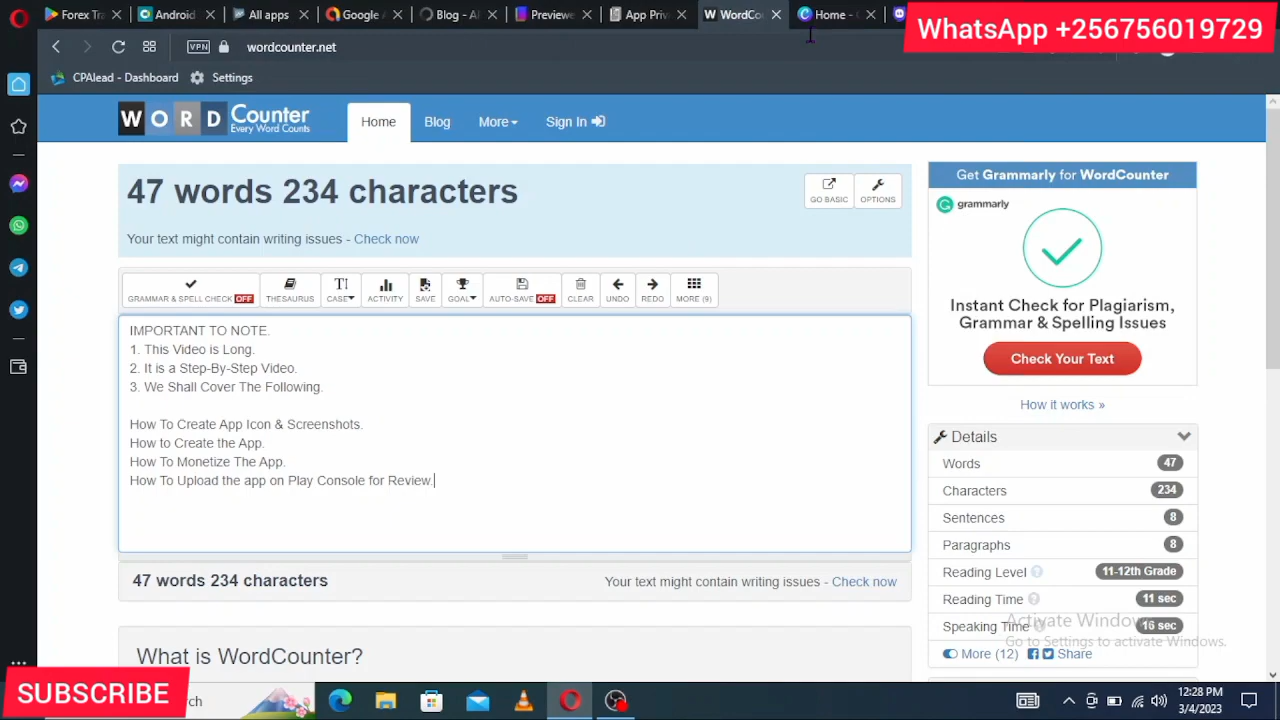 Forex Tra
Android
All apps
Google A
Blog - A
Previewe
App Priva
WordCo
Home - C
WhatsApp +256756019729
VPN
wordcounter.net
CPAlead - Dashboard
Settings
WORD Counter
Every Word Counts
Home
Blog
More
Sign In
47 words 234 characters
GO BASIC
OPTIONS
Your text might contain writing issues - Check now
GRAMMAR & SPELL CHECK OFF
THESAURUS
CASE
ACTIVITY
SAVE
GOAL
AUTO-SAVE OFF
CLEAR
UNDO
REDO
MORE (9)
IMPORTANT TO NOTE.
1. This Video is Long.
2. It is a Step-By-Step Video.
3. We Shall Cover The Following.
How To Create App Icon & Screenshots.
How to Create the App.
How To Monetize The App.
How To Upload the app on Play Console for Review.
47 words 234 characters
Your text might contain writing issues - Check now
What is WordCounter?
Get Grammarly for WordCounter
grammarly
Instant Check for Plagiarism,
Grammar & Spelling Issues
Check Your Text
How it works »
Details
Words 47
Characters 234
Sentences 8
Paragraphs 8
Reading Level 11-12th Grade
Reading Time 11 sec
Speaking Time 16 sec
More (12) Share
Activate Windows
Go to Settings to activate Windows.
SUBSCRIBE
rch
12:28 PM
3/4/2023